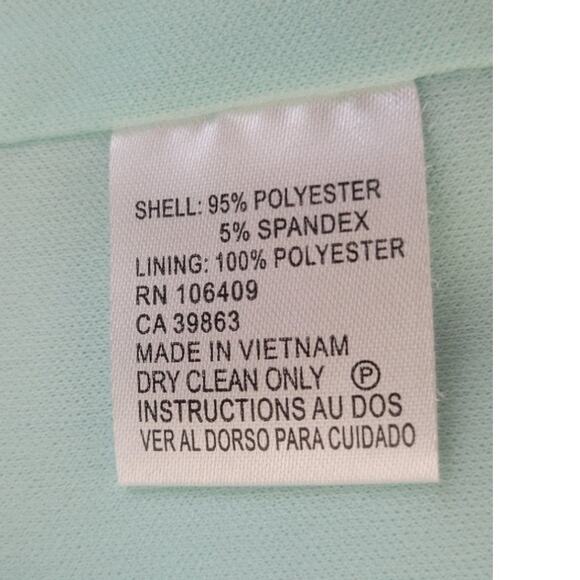 SHELL: 95% POLYESTER
5% SPANDEX
LINING: 100% POLYESTER
RN 106409
CA 39863
MADE IN VIETNAM
DRY CLEAN ONLY Ⓟ
INSTRUCTIONS AU DOS
VER AL DORSO PARA CUIDADO